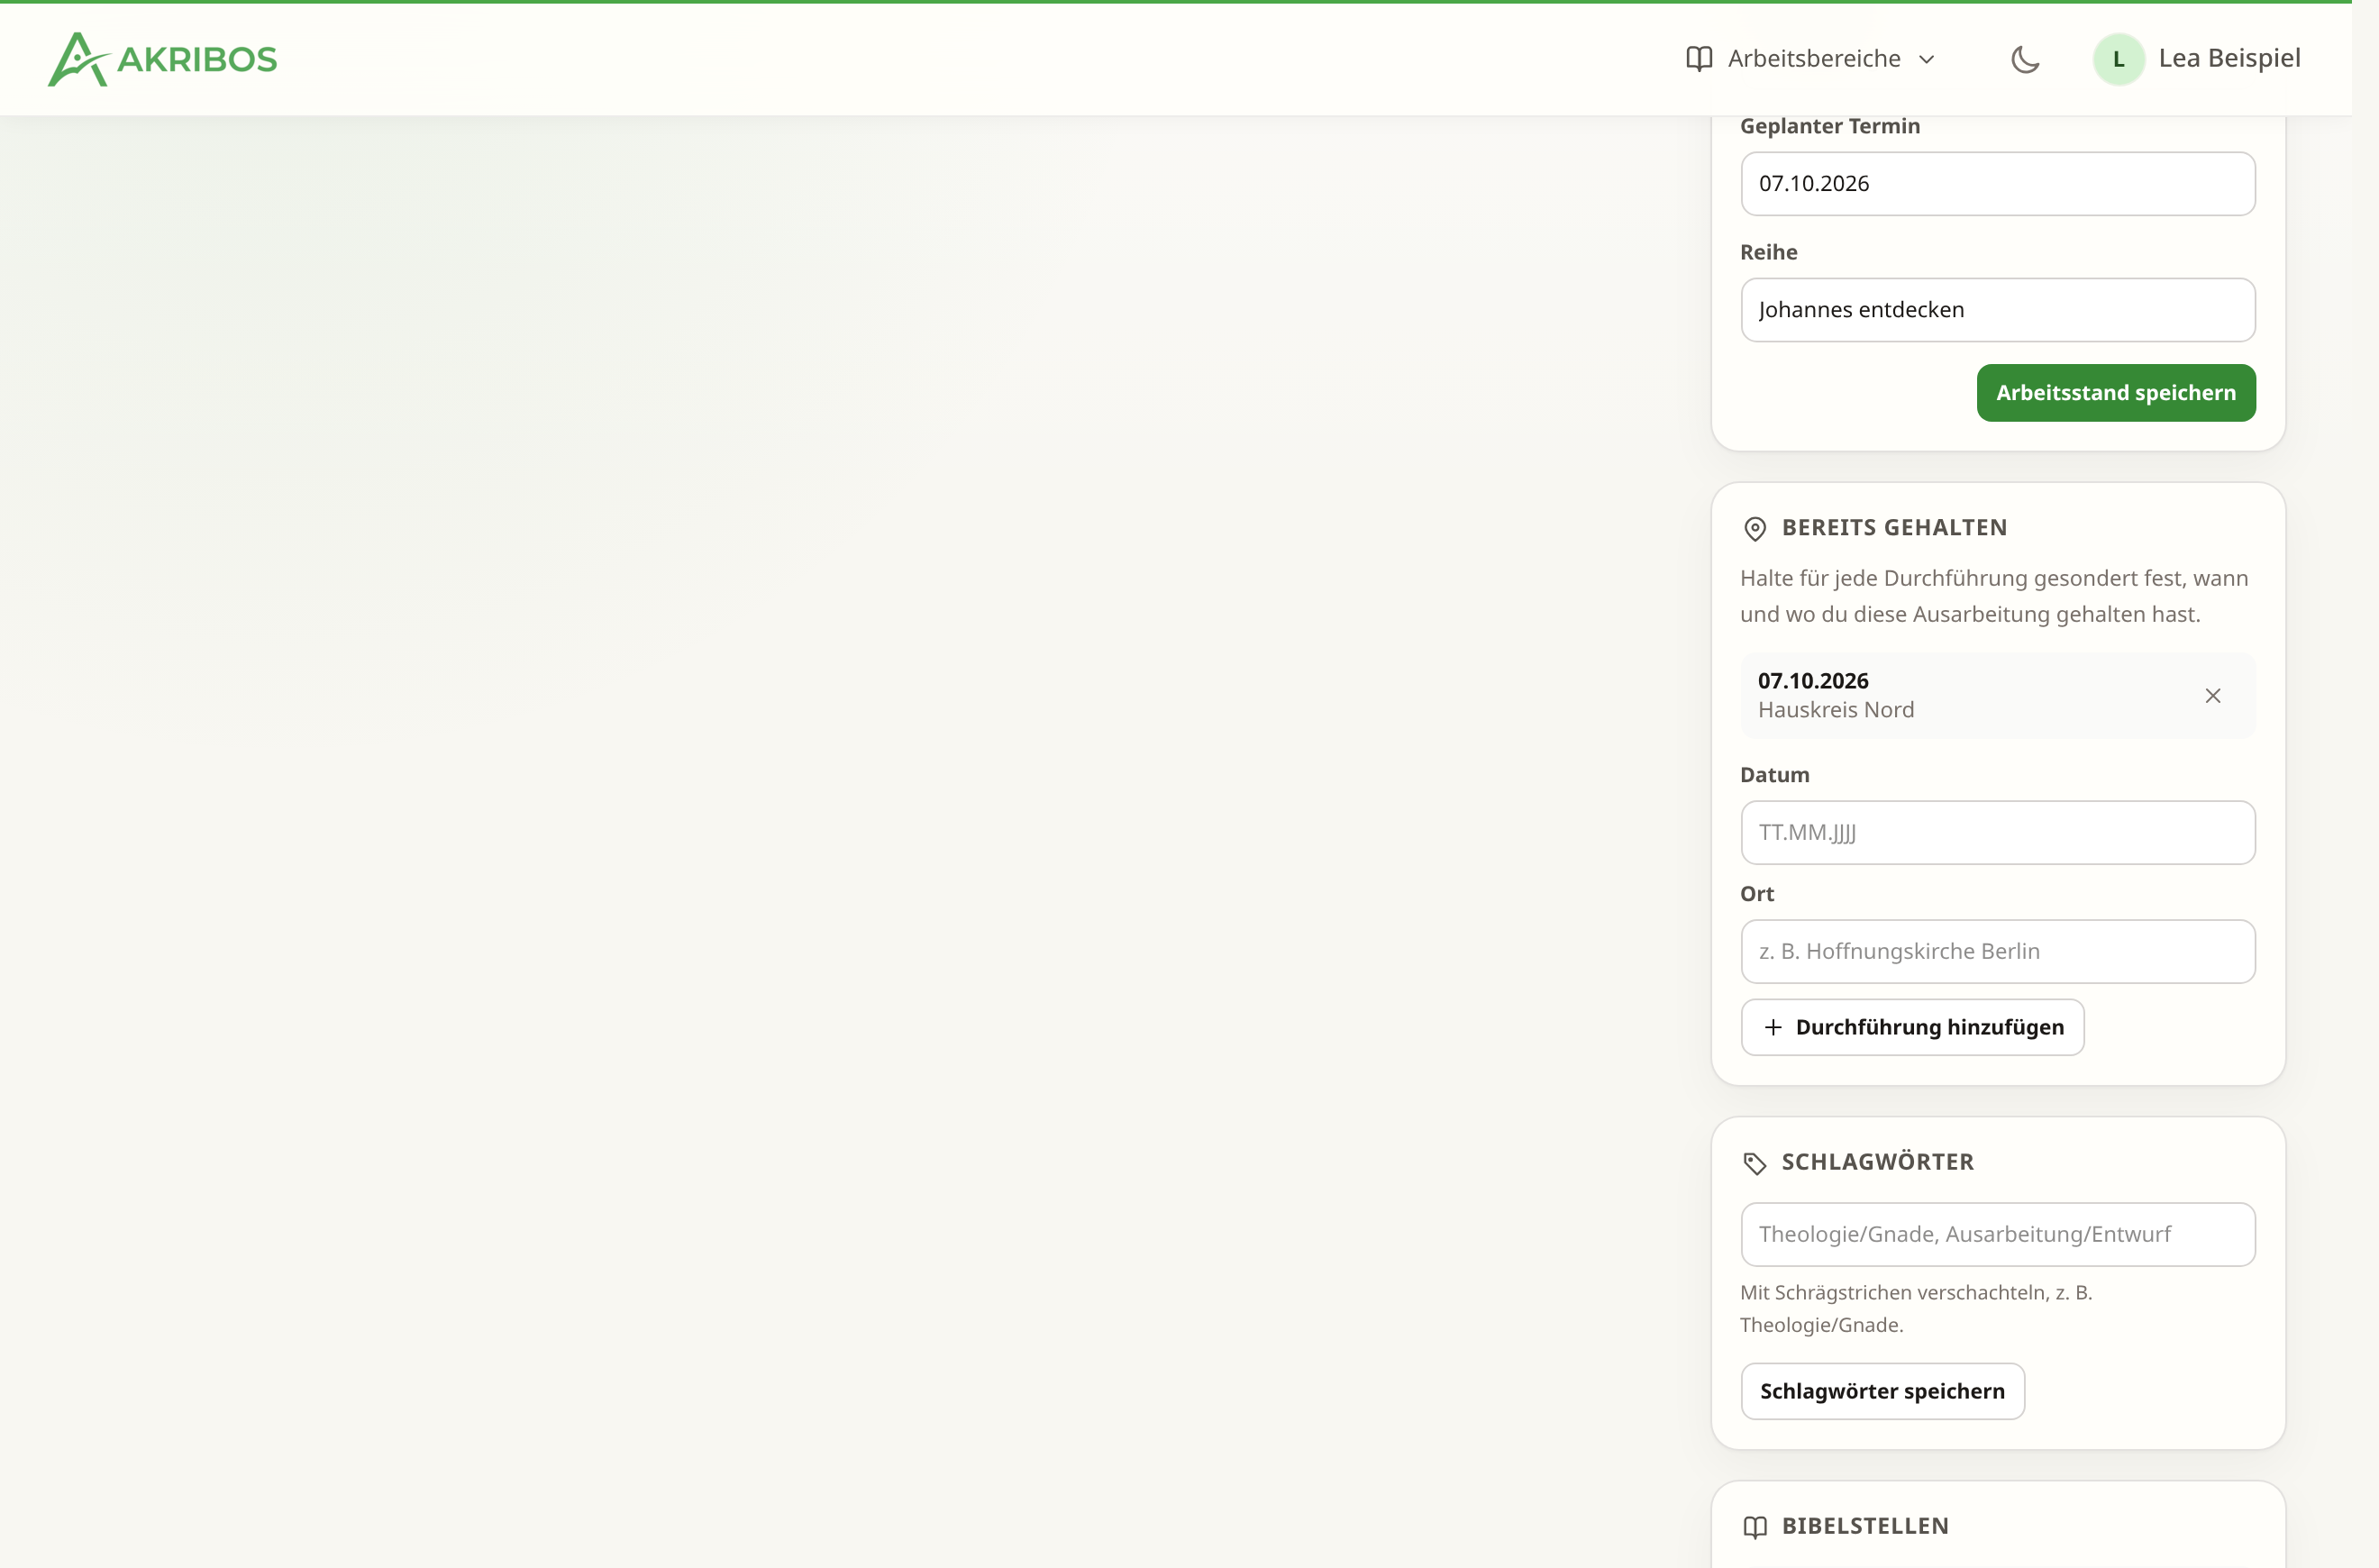 AKRIBOS
Arbeitsbereiche
L
Lea Beispiel
Geplanter Termin
07.10.2026
Reihe
Johannes entdecken
Arbeitsstand speichern
BEREITS GEHALTEN
Halte für jede Durchführung gesondert fest, wann
und wo du diese Ausarbeitung gehalten hast.
07.10.2026
Hauskreis Nord
Datum
TT.MM.JJJJ
Ort
z. B. Hoffnungskirche Berlin
Durchführung hinzufügen
SCHLAGWÖRTER
Theologie/Gnade, Ausarbeitung/Entwurf
Mit Schrägstrichen verschachteln, z. B.
Theologie/Gnade.
Schlagwörter speichern
BIBELSTELLEN